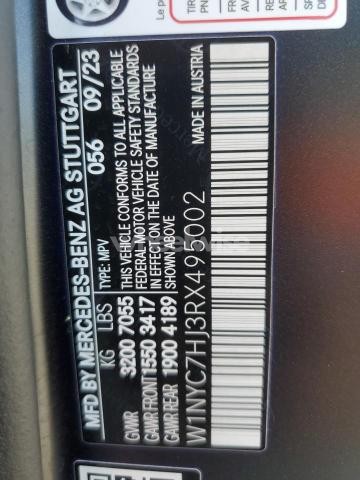 MFD BY MERCEDES-BENZ AG STUTTGART
056 09/23
KG LBS TYPE: MPV
GVWR 3200 7055
GAWR FRONT 1550 3417
GAWR REAR 1900 4189
THIS VEHICLE CONFORMS TO ALL APPLICABLE
FEDERAL MOTOR VEHICLE SAFETY STANDARDS
IN EFFECT ON THE DATE OF MANUFACTURE
SHOWN ABOVE
W1NYC7HJ3RX495002
MADE IN AUSTRIA